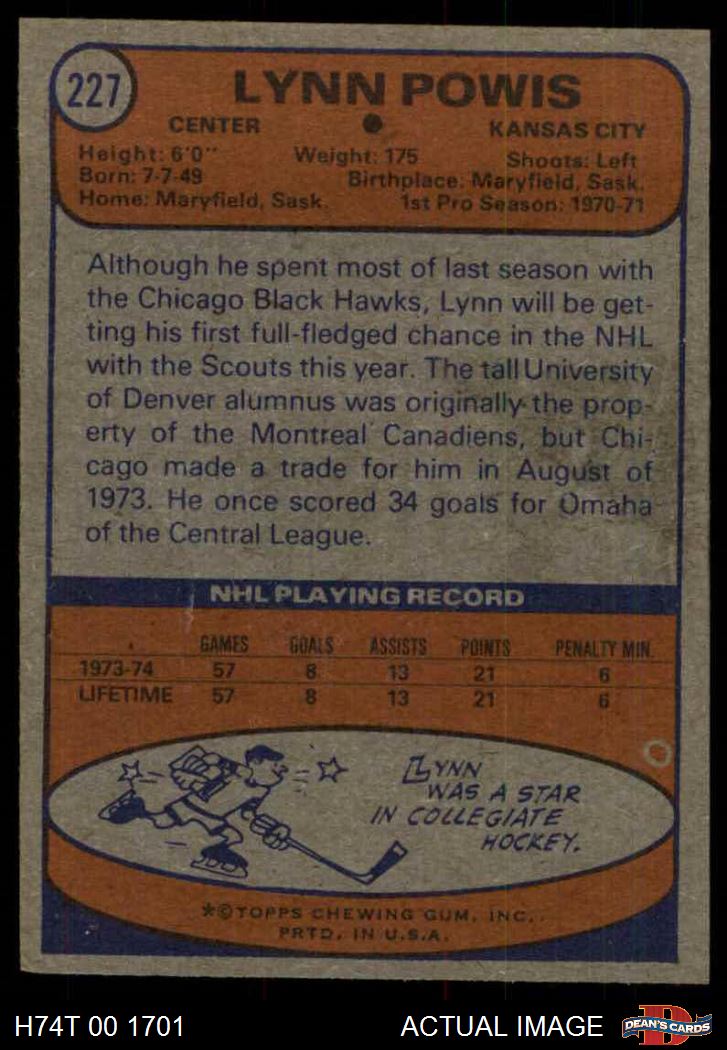 227
LYNN POWIS
CENTER • KANSAS CITY
Height: 6'0" Weight: 175 Shoots: Left
Born: 7-7-49 Birthplace: Maryfield, Sask.
Home: Maryfield, Sask. 1st Pro Season: 1970-71
Although he spent most of last season with
the Chicago Black Hawks, Lynn will be get-
ting his first full-fledged chance in the NHL
with the Scouts this year. The tall University
of Denver alumnus was originally the prop-
erty of the Montreal Canadiens, but Chi-
cago made a trade for him in August of
1973. He once scored 34 goals for Omaha
of the Central League.
NHL PLAYING RECORD
GAMES GOALS ASSISTS POINTS PENALTY MIN.
1973-74 57 8 13 21 6
LIFETIME 57 8 13 21 6
LYNN
WAS A STAR
IN COLLEGIATE
HOCKEY.
*©TOPPS CHEWING GUM, INC.
PRTD. IN U.S.A.
H74T 00 1701 ACTUAL IMAGE D DEAN'S CARDS